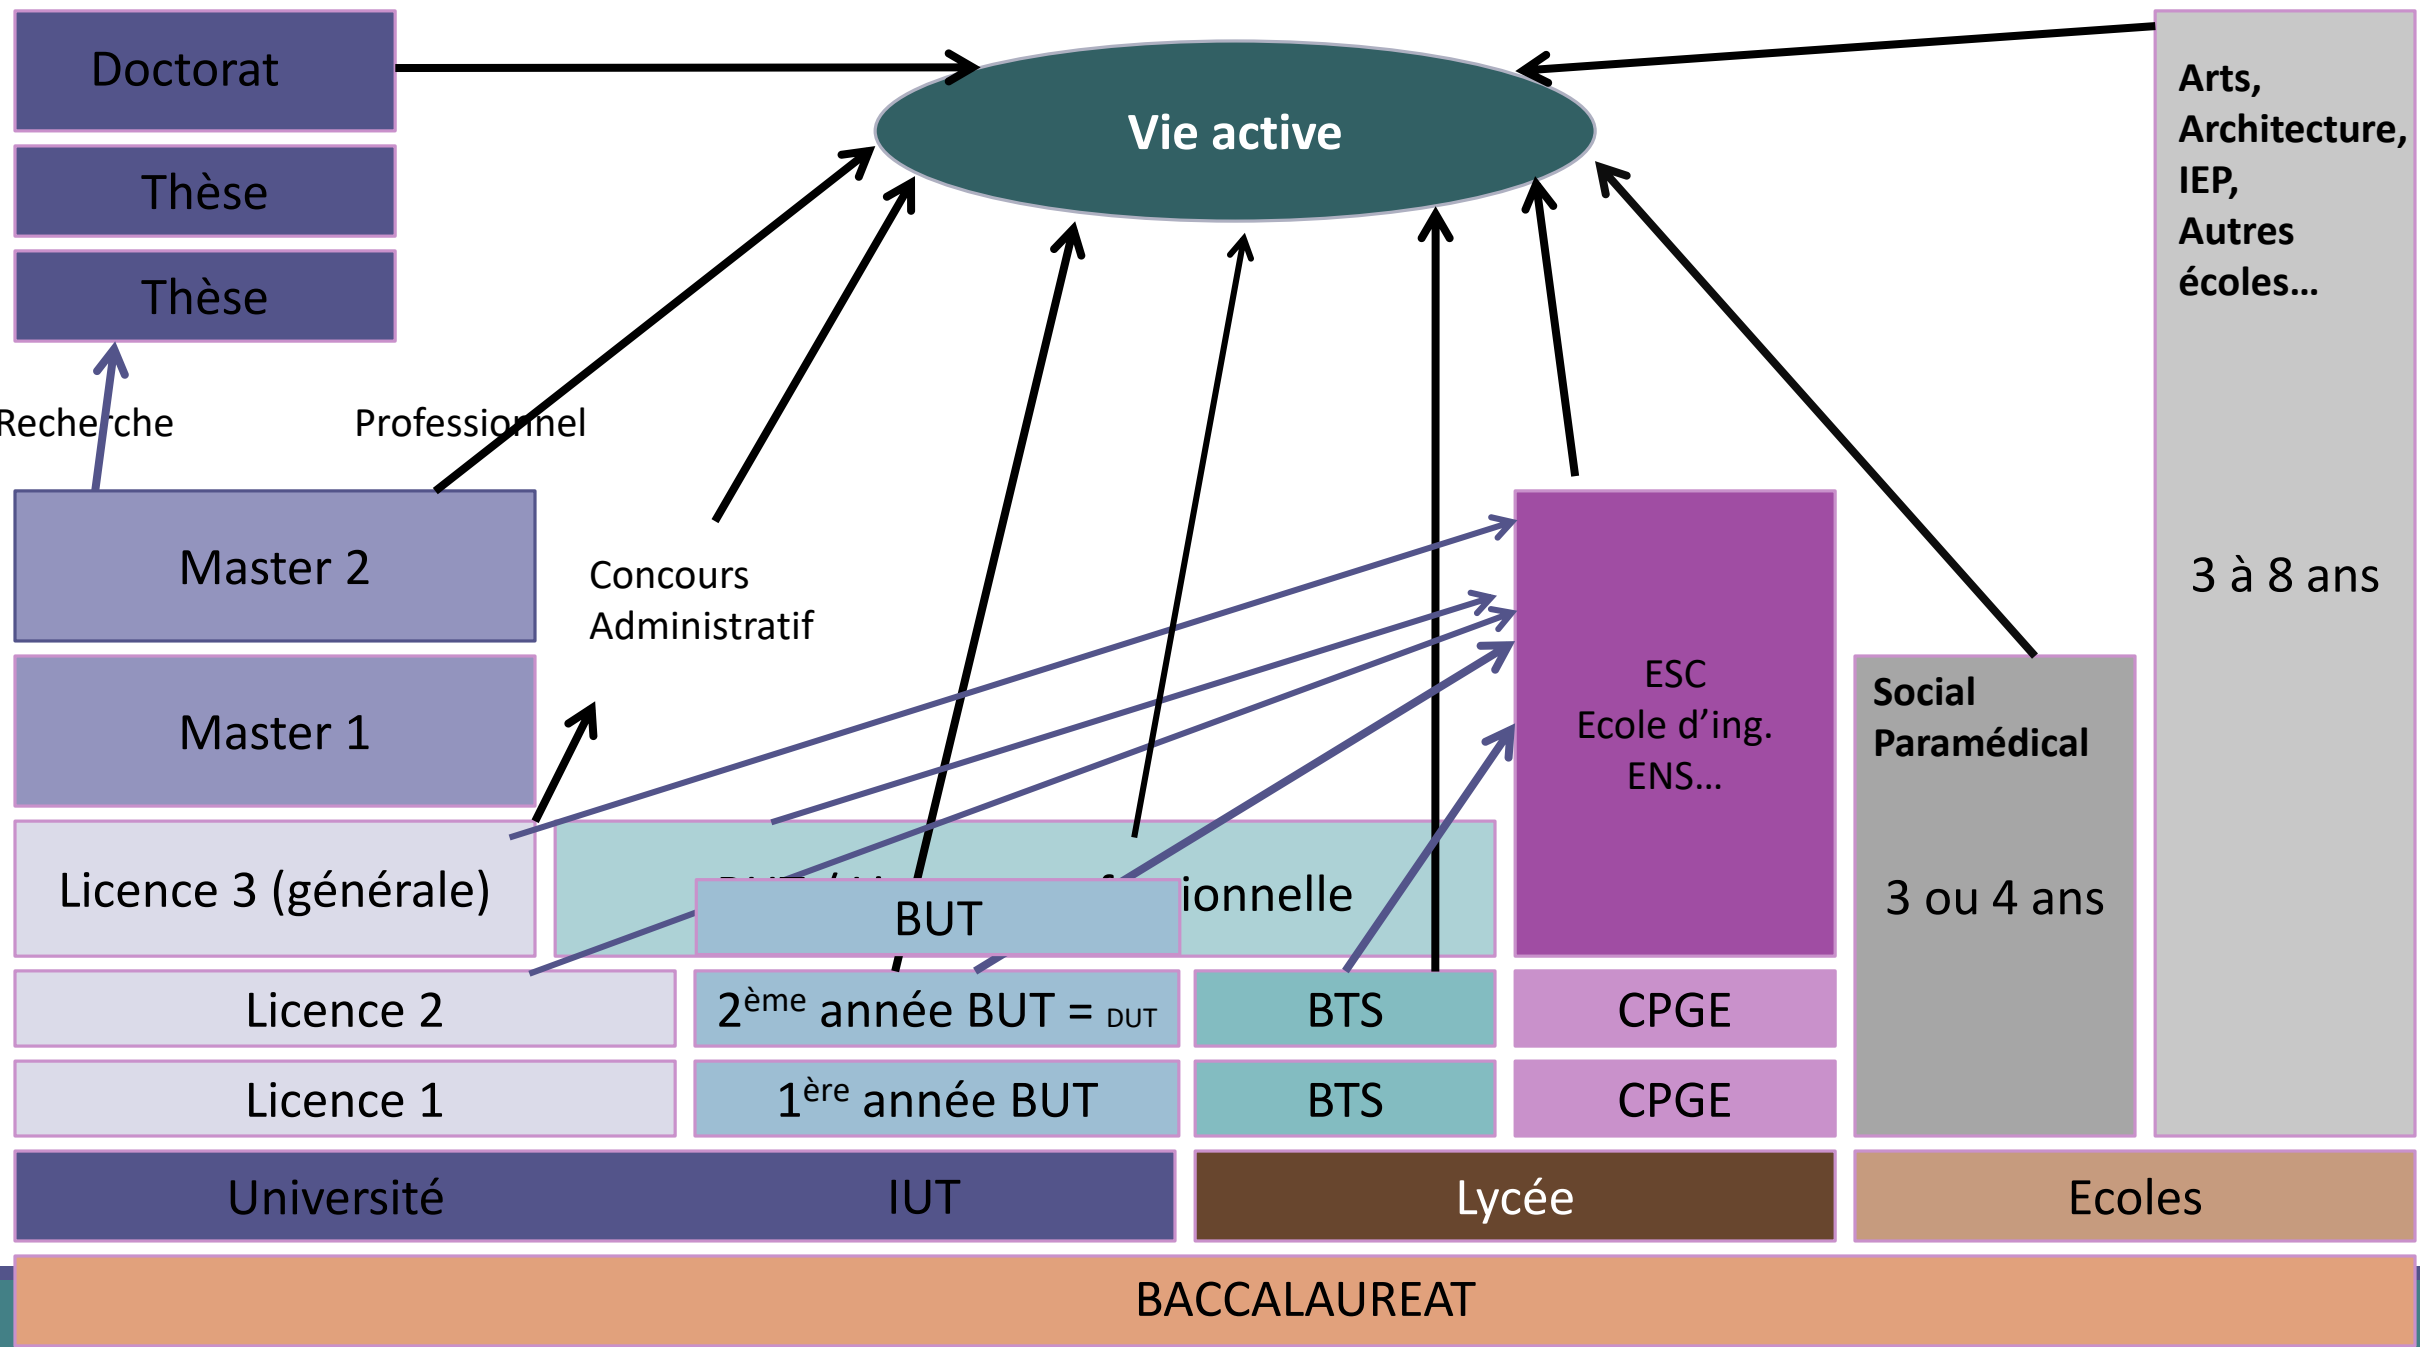 Doctorat
Thèse
Thèse
Vie active
Arts,
Architecture,
IEP,
Autres
écoles...
3 à 8 ans
Recherche
Professionnel
Master 2
Master 1
Concours
Administratif
ESC
Ecole d’ing.
ENS...
Social
Paramédical
3 ou 4 ans
Licence 3 (générale)
ionnelle
BUT
Licence 2
2ème année BUT = DUT
BTS
CPGE
Licence 1
1ère année BUT
BTS
CPGE
Université
IUT
Lycée
Ecoles
BACCALAUREAT